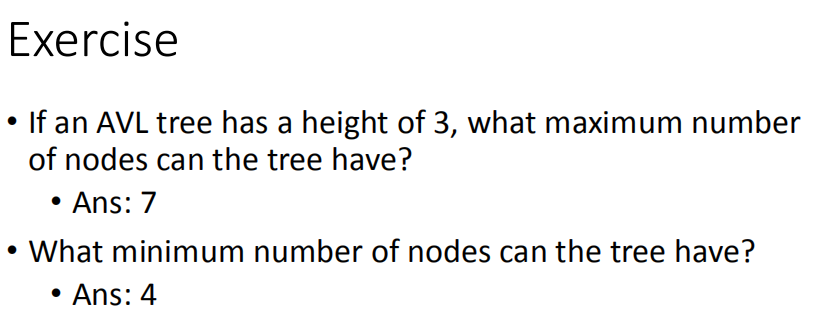 Exercise
• If an AVL tree has a height of 3, what maximum number
of nodes can the tree have?
• Ans: 7
• What minimum number of nodes can the tree have?
• Ans: 4